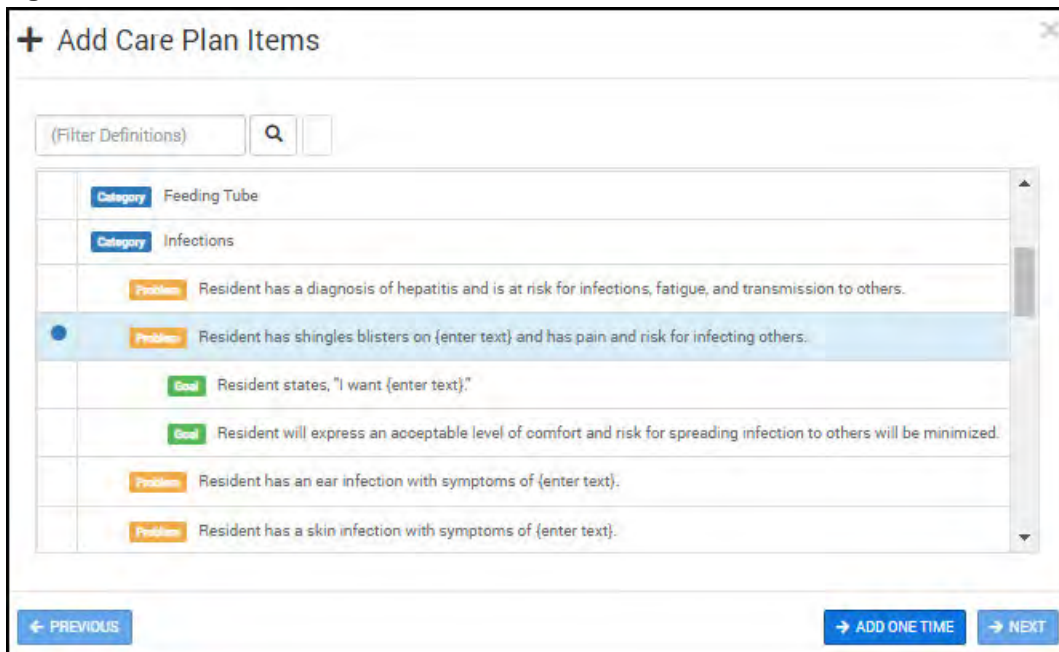 + Add Care Plan Items
(Filter Definitions)
Category Feeding Tube
Category Infections
Problem Resident has a diagnosis of hepatitis and is at risk for infections, fatigue, and transmission to others.
Problem Resident has shingles blisters on {enter text} and has pain and risk for infecting others.
Goal Resident states, "I want {enter text}."
Goal Resident will express an acceptable level of comfort and risk for spreading infection to others will be minimized.
Problem Resident has an ear infection with symptoms of {enter text}.
Problem Resident has a skin infection with symptoms of {enter text}.
← PREVIOUS → ADD ONE TIME → NEXT